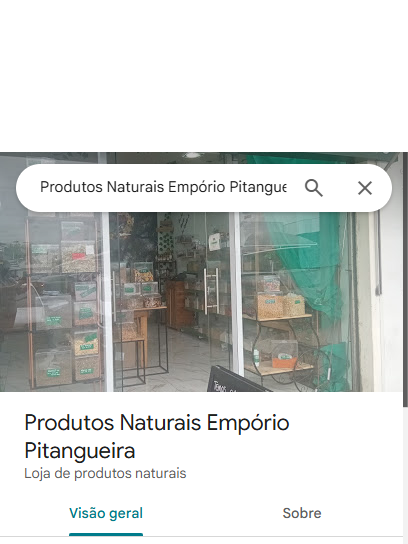 Produtos Naturais Empório Pitangue
Produtos Naturais Empório
Pitangueira
Loja de produtos naturais
Visão geral
Sobre